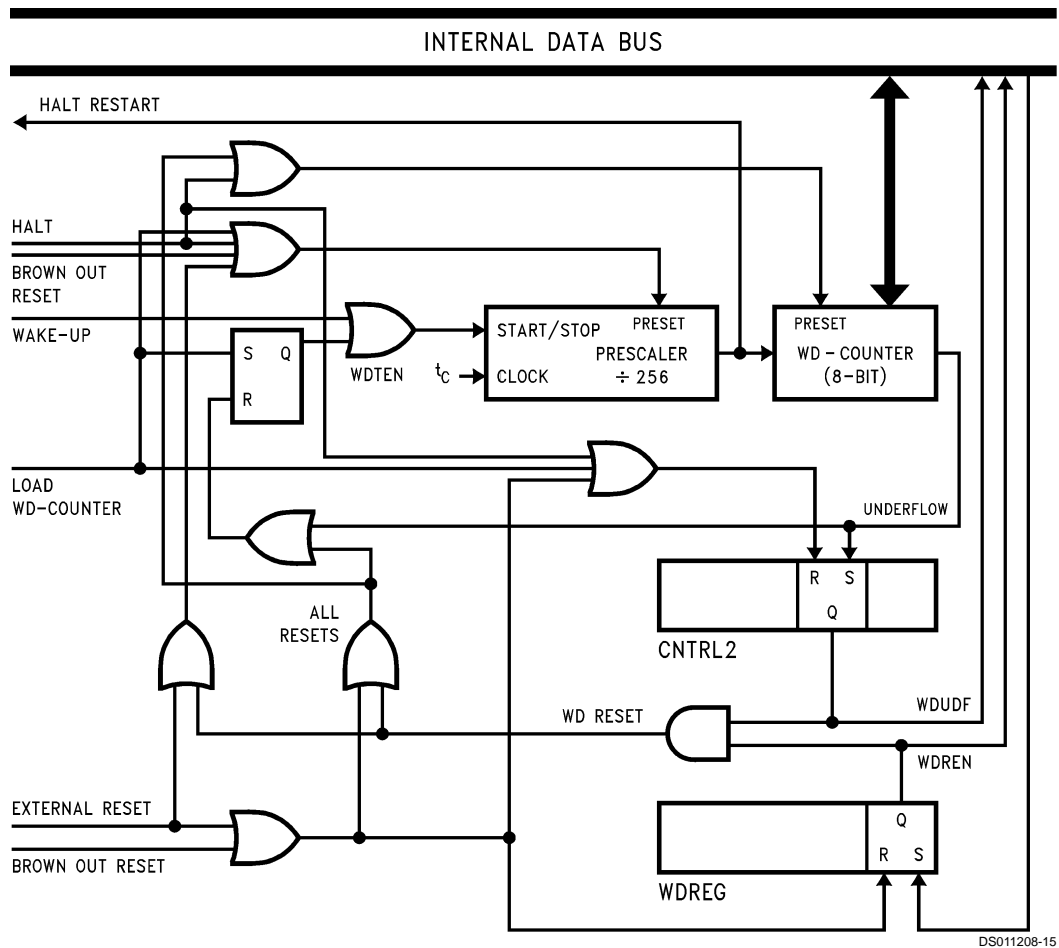 INTERNAL DATA BUS
HALT RESTART
HALT
BROWN OUT
RESET
WAKE-UP
START/STOP PRESET
PRESCALER
÷ 256
CLOCK
tC
PRESET
WD-COUNTER
(8-BIT)
S Q
R
WDTEN
LOAD
WD-COUNTER
UNDERFLOW
R S
Q
CNTRL2
ALL
RESETS
WD RESET
WDUDF
WDREN
EXTERNAL RESET
BROWN OUT RESET
Q
R S
WDREG
DS011208-15